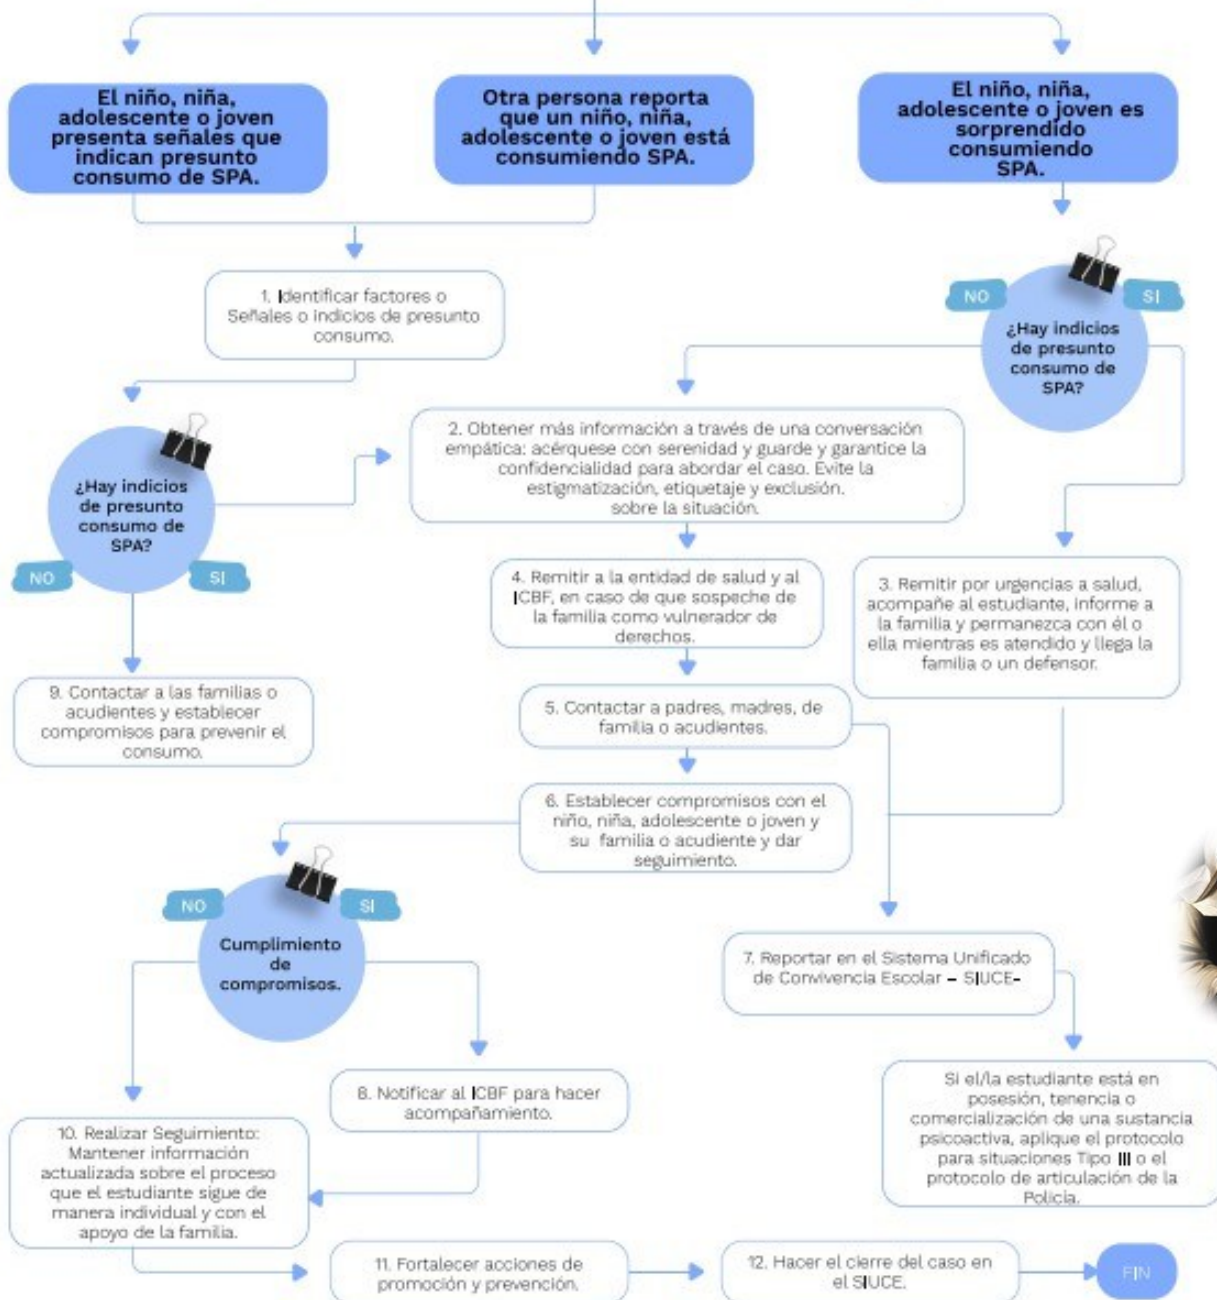 El niño, niña,
adolescente o joven
presenta señales que
indican presunto
consumo de SPA.
Otra persona reporta
que un niño, niña,
adolescente o joven está
consumiendo SPA.
El niño, niña,
adolescente o joven es
sorprendido
consumiendo
SPA.
1. Identificar factores o
Señales o indicios de presunto
consumo.
NO
SI
¿Hay indicios
de presunto
consumo de
SPA?
2. Obtener más información a través de una conversación
empática: acérquese con serenidad y guarde y garantice la
confidencialidad para abordar el caso. Evite la
estigmatización, etiquetaje y exclusión.
sobre la situación.
¿Hay indicios
de presunto
consumo de
SPA?
NO
SI
4. Remitir a la entidad de salud y al
ICBF, en caso de que sospeche de
la familia como vulnerador de
derechos.
3. Remitir por urgencias a salud,
acompañe al estudiante, informe a
la familia y permanezca con él o
ella mientras es atendido y llega la
familia o un defensor.
9. Contactar a las familias o
acudientes y establecer
compromisos para prevenir el
consumo.
5. Contactar a padres, madres, de
familia o acudientes.
6. Establecer compromisos con el
niño, niña, adolescente o joven y
su familia o acudiente y dar
seguimiento.
NO
SI
Cumplimiento
de
compromisos.
7. Reportar en el Sistema Unificado
de Convivencia Escolar – SIUCE-
8. Notificar al ICBF para hacer
acompañamiento.
Si el/la estudiante está en
posesión, tenencia o
comercialización de una sustancia
psicoactiva, aplique el protocolo
para situaciones Tipo III o el
protocolo de articulación de la
Policía.
10. Realizar Seguimiento:
Mantener información
actualizada sobre el proceso
que el estudiante sigue de
manera individual y con el
apoyo de la familia.
11. Fortalecer acciones de
promoción y prevención.
12. Hacer el cierre del caso en
el SIUCE.
FIN